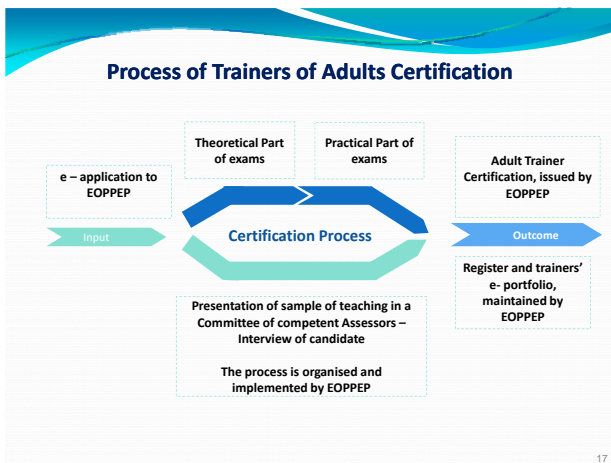 Process of Trainers of Adults Certification
Theoretical Part
of exams
Practical Part of
exams
e – application to
EOPPEP
Adult Trainer
Certification, issued by
EOPPEP
Input
Certification Process
Outcome
Register and trainers’
e- portfolio,
maintained by
EOPPEP
Presentation of sample of teaching in a
Committee of competent Assessors –
Interview of candidate
The process is organised and
implemented by EOPPEP
17